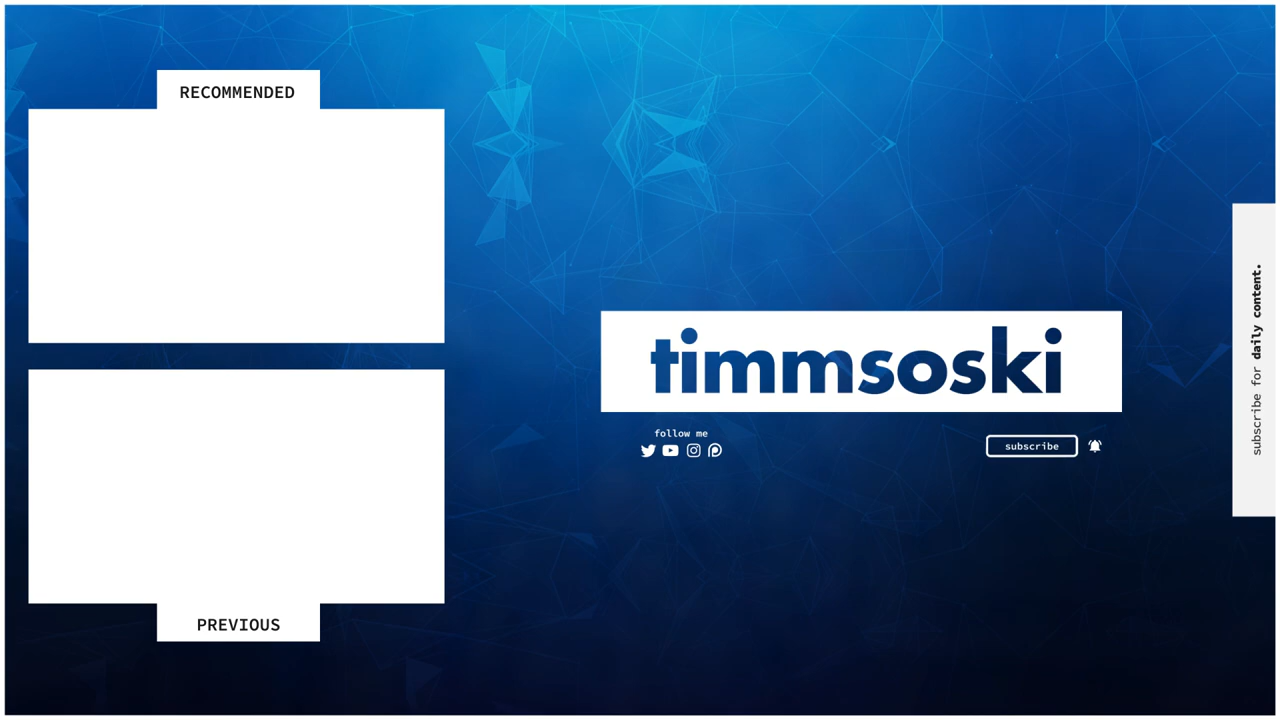 RECOMMENDED
timmsoski
follow me
subscribe
PREVIOUS
subscribe for daily content.